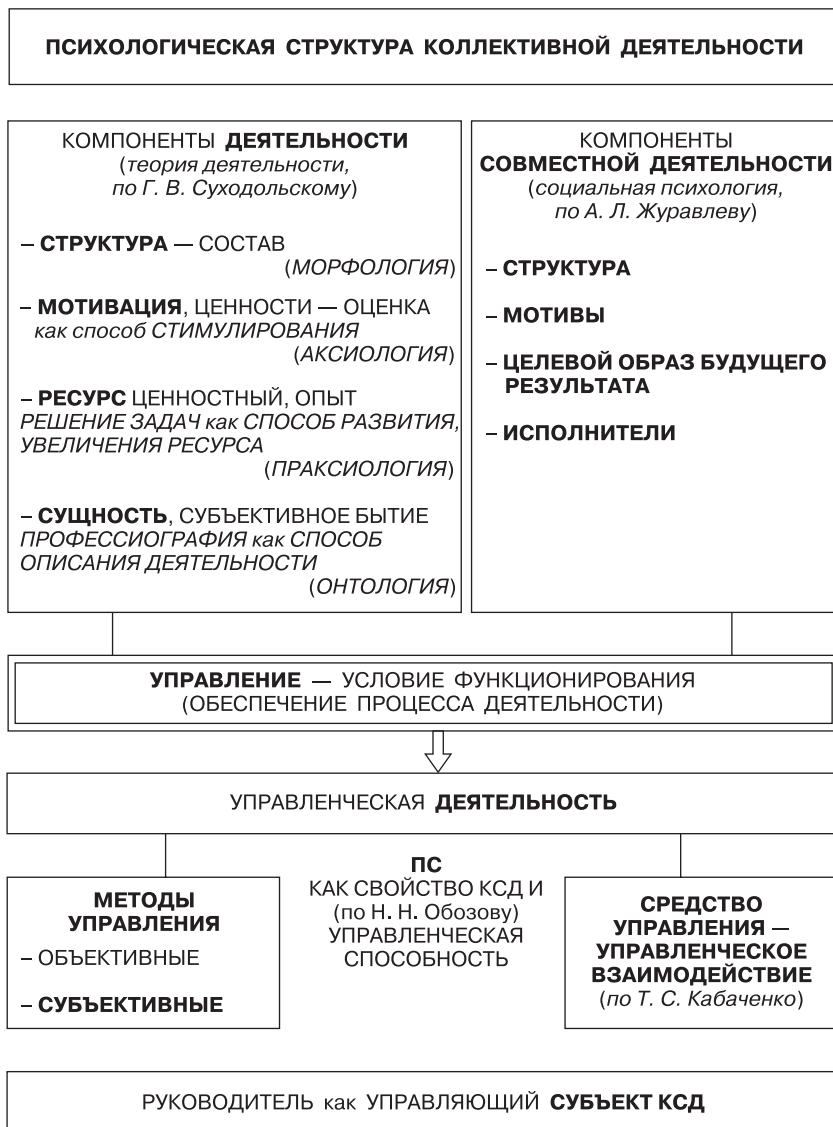 ПСИХОЛОГИЧЕСКАЯ СТРУКТУРА КОЛЛЕКТИВНОЙ ДЕЯТЕЛЬНОСТИ
КОМПОНЕНТЫ ДЕЯТЕЛЬНОСТИ
(теория деятельности,
по Г. В. Суходольскому)
– СТРУКТУРА — СОСТАВ
(МОРФОЛОГИЯ)
– МОТИВАЦИЯ, ЦЕННОСТИ — ОЦЕНКА
как способ СТИМУЛИРОВАНИЯ
(АКСИОЛОГИЯ)
– РЕСУРС ЦЕННОСТНЫЙ, ОПЫТ
РЕШЕНИЕ ЗАДАЧ как СПОСОБ РАЗВИТИЯ,
УВЕЛИЧЕНИЯ РЕСУРСА
(ПРАКСИОЛОГИЯ)
– СУЩНОСТЬ, СУБЪЕКТИВНОЕ БЫТИЕ
ПРОФЕССИОГРАФИЯ как СПОСОБ
ОПИСАНИЯ ДЕЯТЕЛЬНОСТИ
(ОНТОЛОГИЯ)
КОМПОНЕНТЫ
СОВМЕСТНОЙ ДЕЯТЕЛЬНОСТИ
(социальная психология,
по А. Л. Журавлеву)
– СТРУКТУРА
– МОТИВЫ
– ЦЕЛЕВОЙ ОБРАЗ БУДУЩЕГО
РЕЗУЛЬТАТА
– ИСПОЛНИТЕЛИ
УПРАВЛЕНИЕ — УСЛОВИЕ ФУНКЦИОНИРОВАНИЯ
(ОБЕСПЕЧЕНИЕ ПРОЦЕССА ДЕЯТЕЛЬНОСТИ)
УПРАВЛЕНЧЕСКАЯ ДЕЯТЕЛЬНОСТЬ
МЕТОДЫ
УПРАВЛЕНИЯ
– ОБЪЕКТИВНЫЕ
– СУБЪЕКТИВНЫЕ
ПС
КАК СВОЙСТВО КСД И
(по Н. Н. Обозову)
УПРАВЛЕНЧЕСКАЯ
СПОСОБНОСТЬ
СРЕДСТВО
УПРАВЛЕНИЯ —
УПРАВЛЕНЧЕСКОЕ
ВЗАИМОДЕЙСТВИЕ
(по Т. С. Кабаченко)
РУКОВОДИТЕЛЬ как УПРАВЛЯЮЩИЙ СУБЪЕКТ КСД